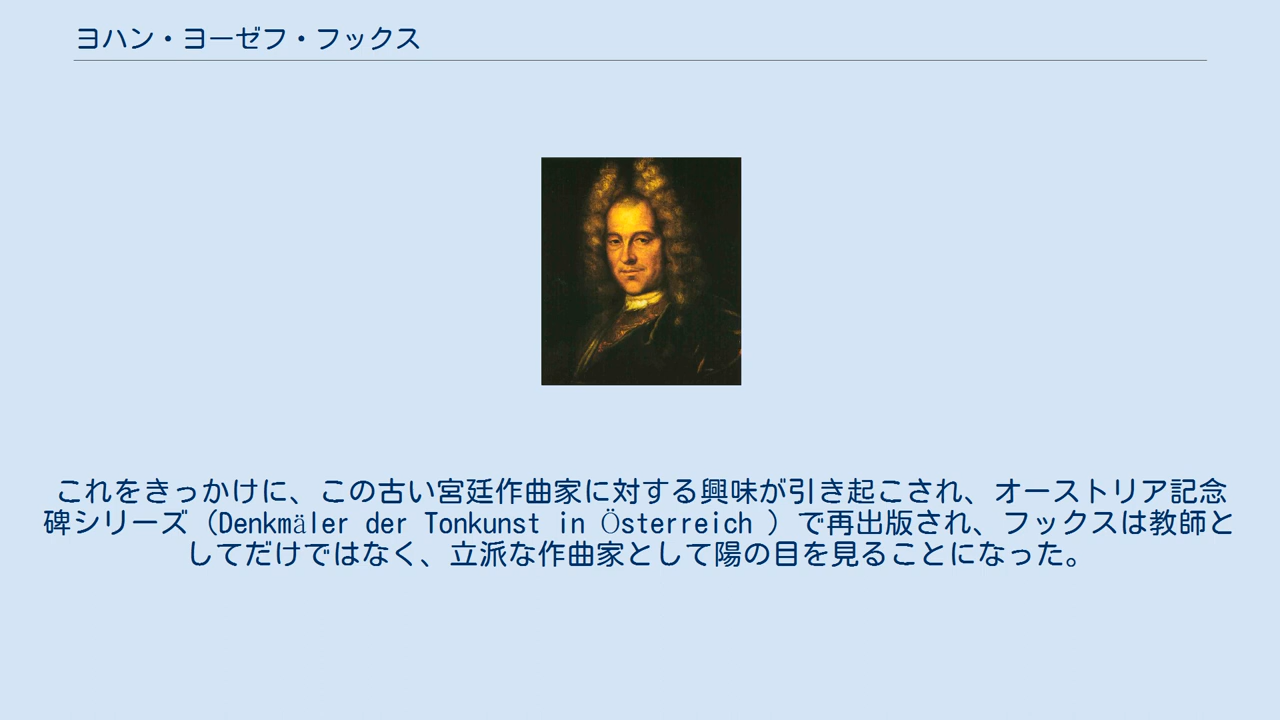 ヨハン・ヨーゼフ・フックス
これをきっかけに、この古い宮廷作曲家に対する興味が引き起こされ、オーストリア記念
碑シリーズ（Denkmäler der Tonkunst in Österreich ）で再出版され、フックスは教師と
してだけではなく、立派な作曲家として陽の目を見ることになった。